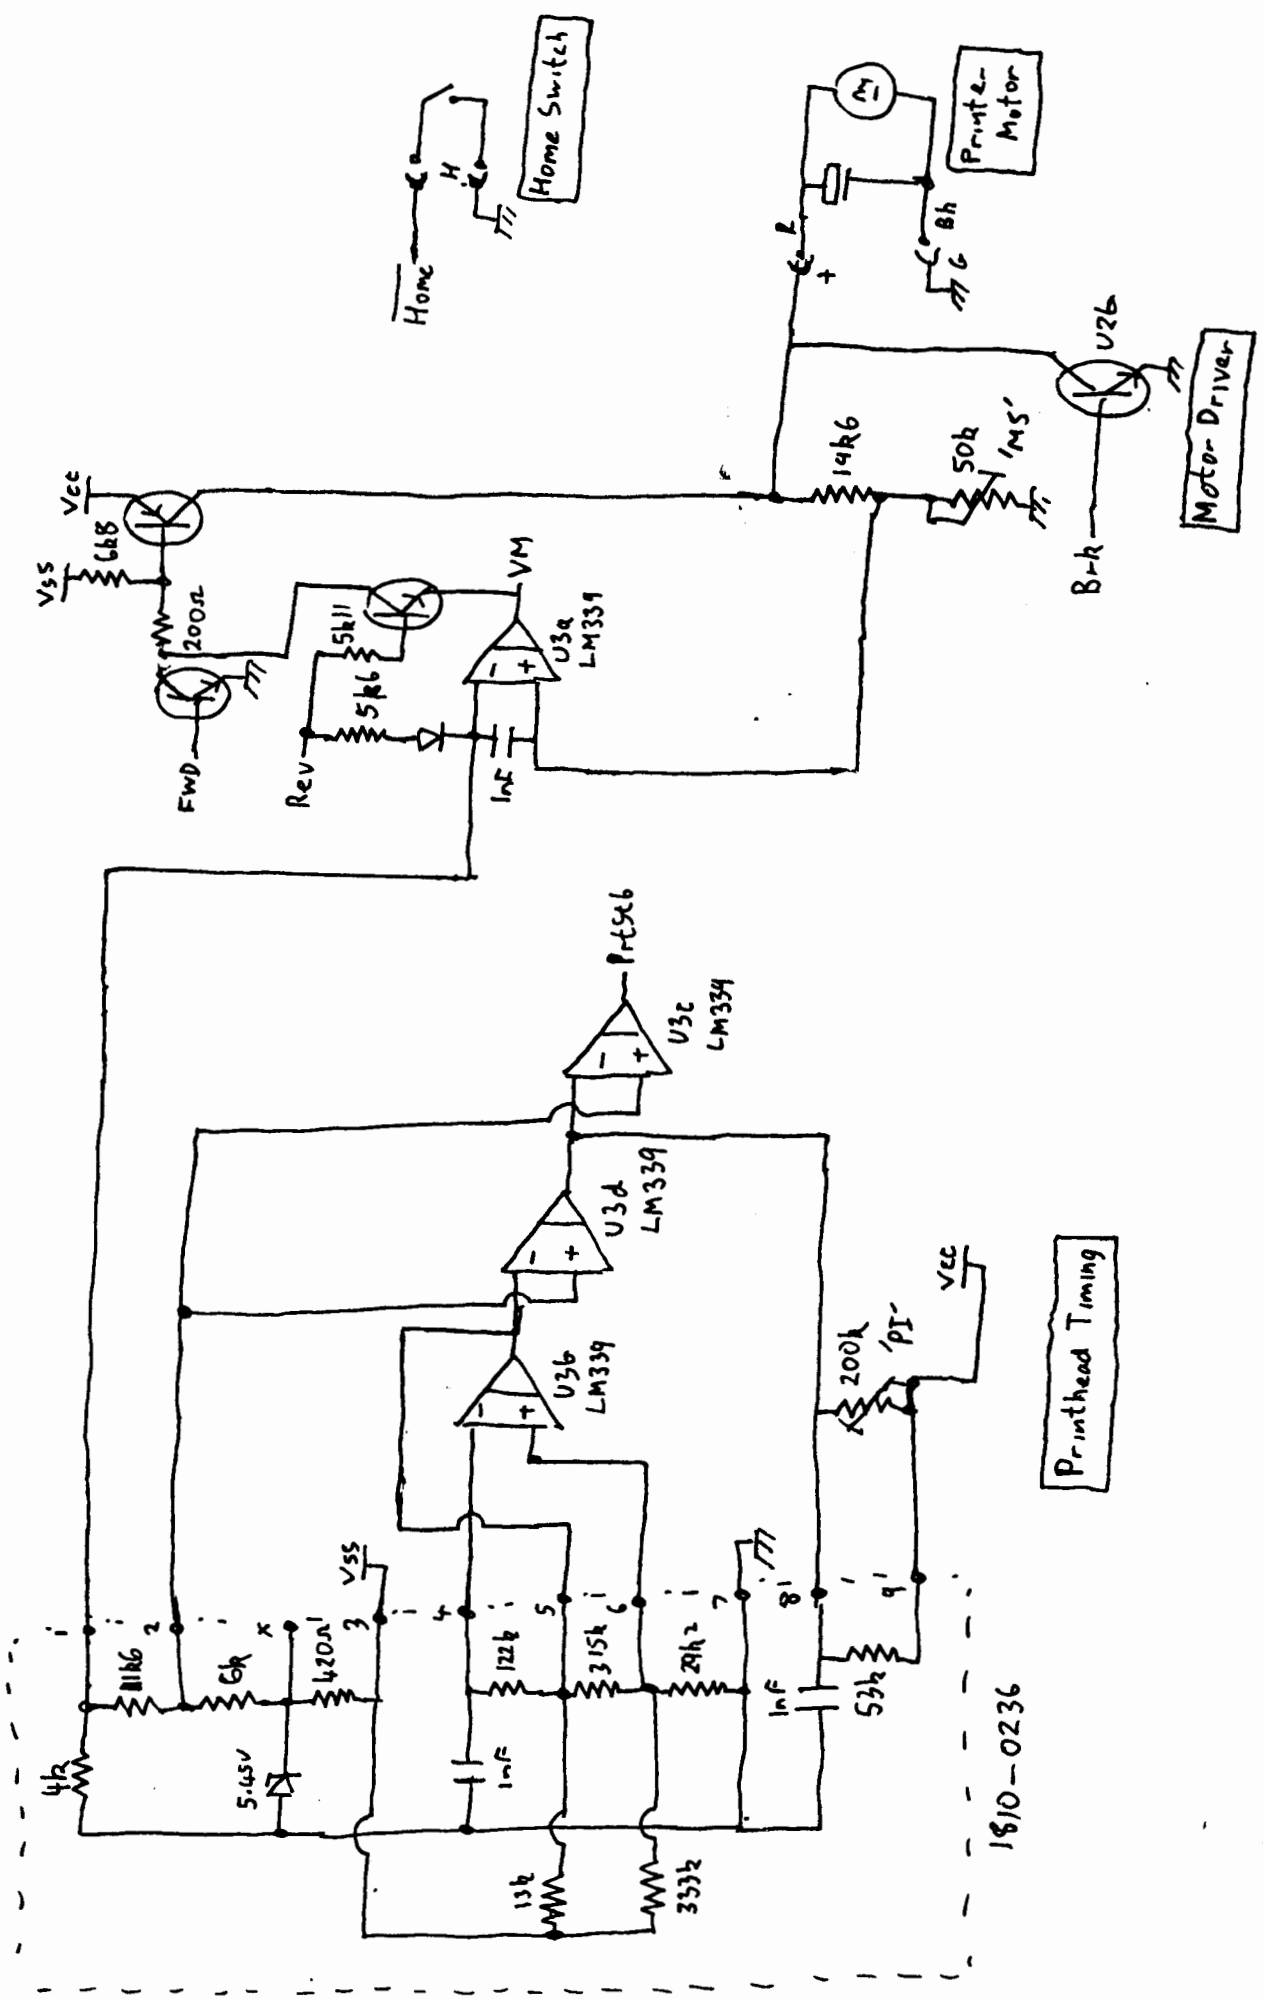 4k
1
11k6
2
6k
x
420Ω
5.45V
3
Vss
4
122k
1nF
5
13k
315k
6
333k
29k2
7
8
1nF
53k
9
1810-0236
U3b
LM339
-
+
U3d
LM339
-
+
U3c
LM339
-
+
PrtStb
200k
'PI'
Vcc
Printhead Timing
Vss
6k8
Vcc
200Ω
FWD
Rev
5k11
5k6
1nF
-
+
U3a
LM339
VM
14k6
50k
'MS'
Brk
U2b
Motor Driver
Home
H
Home Switch
+
R
G
Bh
M
Printer
Motor